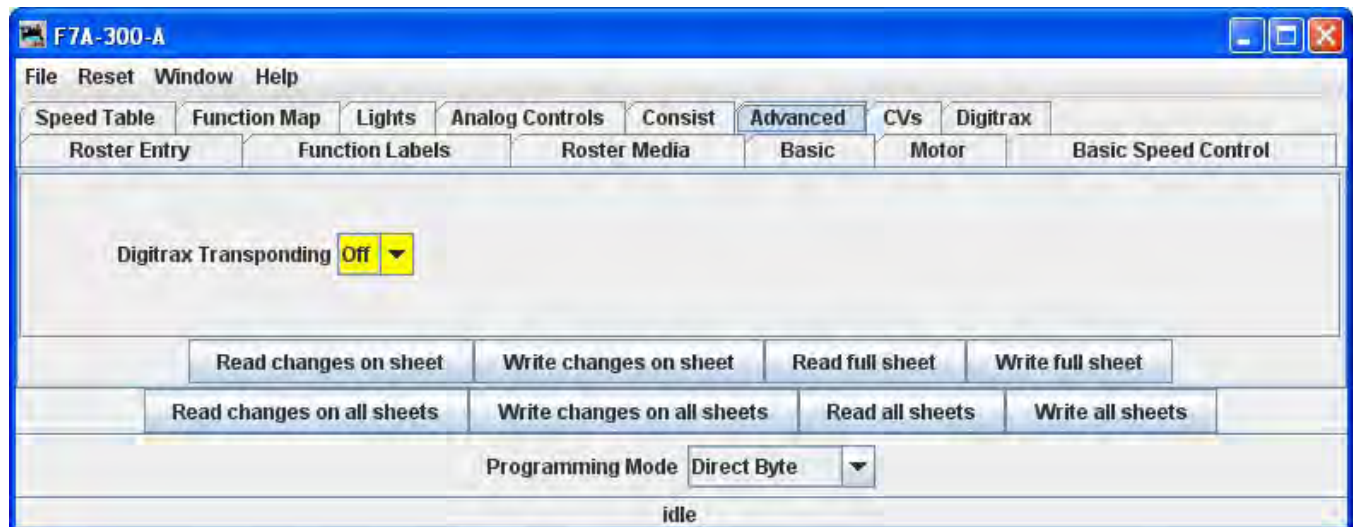 F7A-300-A
File Reset Window Help
Speed Table Function Map Lights Analog Controls Consist Advanced CVs Digitrax
Roster Entry Function Labels Roster Media Basic Motor Basic Speed Control
Digitrax Transponding Off
Read changes on sheet Write changes on sheet Read full sheet Write full sheet
Read changes on all sheets Write changes on all sheets Read all sheets Write all sheets
Programming Mode Direct Byte
idle